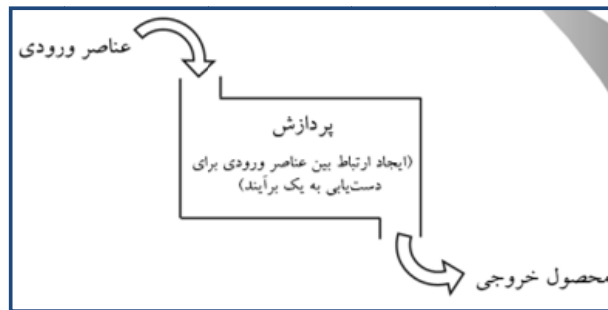 عناصر ورودی
پردازش
(ایجاد ارتباط بین عناصر ورودی برای
دست‌یابی به یک برآیند)
محصول خروجی